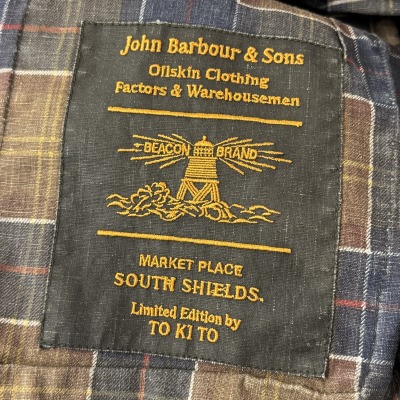 John Barbour & Sons
Oilskin Clothing
Factors & Warehousemen
BEACON BRAND
MARKET PLACE
SOUTH SHIELDS.
Limited Edition by
TO KI TO